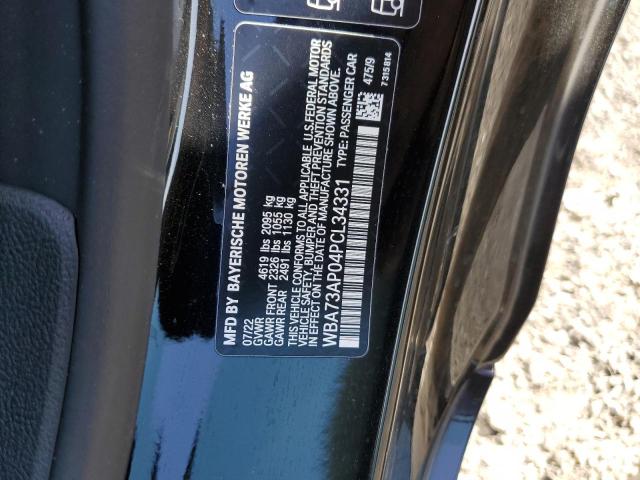 MFD BY BAYERISCHE MOTOREN WERKE AG
07/22
GVWR 4619 lbs 2095 kg
GAWR FRONT 2326 lbs 1055 kg
GAWR REAR 2491 lbs 1130 kg
THIS VEHICLE CONFORMS TO ALL APPLICABLE U.S. FEDERAL MOTOR
VEHICLE SAFETY, BUMPER AND THEFT PREVENTION STANDARDS
IN EFFECT ON THE DATE OF MANUFACTURE SHOWN ABOVE.
WBA73AP04PCL34331 TYPE: PASSENGER CAR
475/9
7 315 814